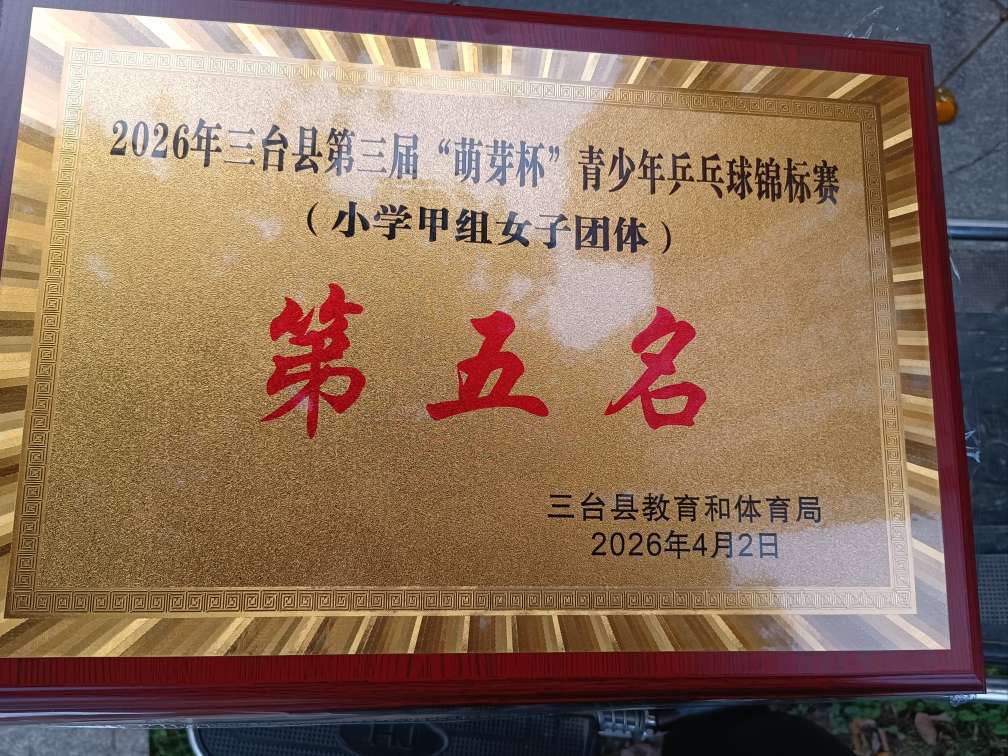 2026年三台县第三届“萌芽杯”青少年乒乓球锦标赛
（小学甲组女子团体）
第五名
三台县教育和体育局
2026年4月2日